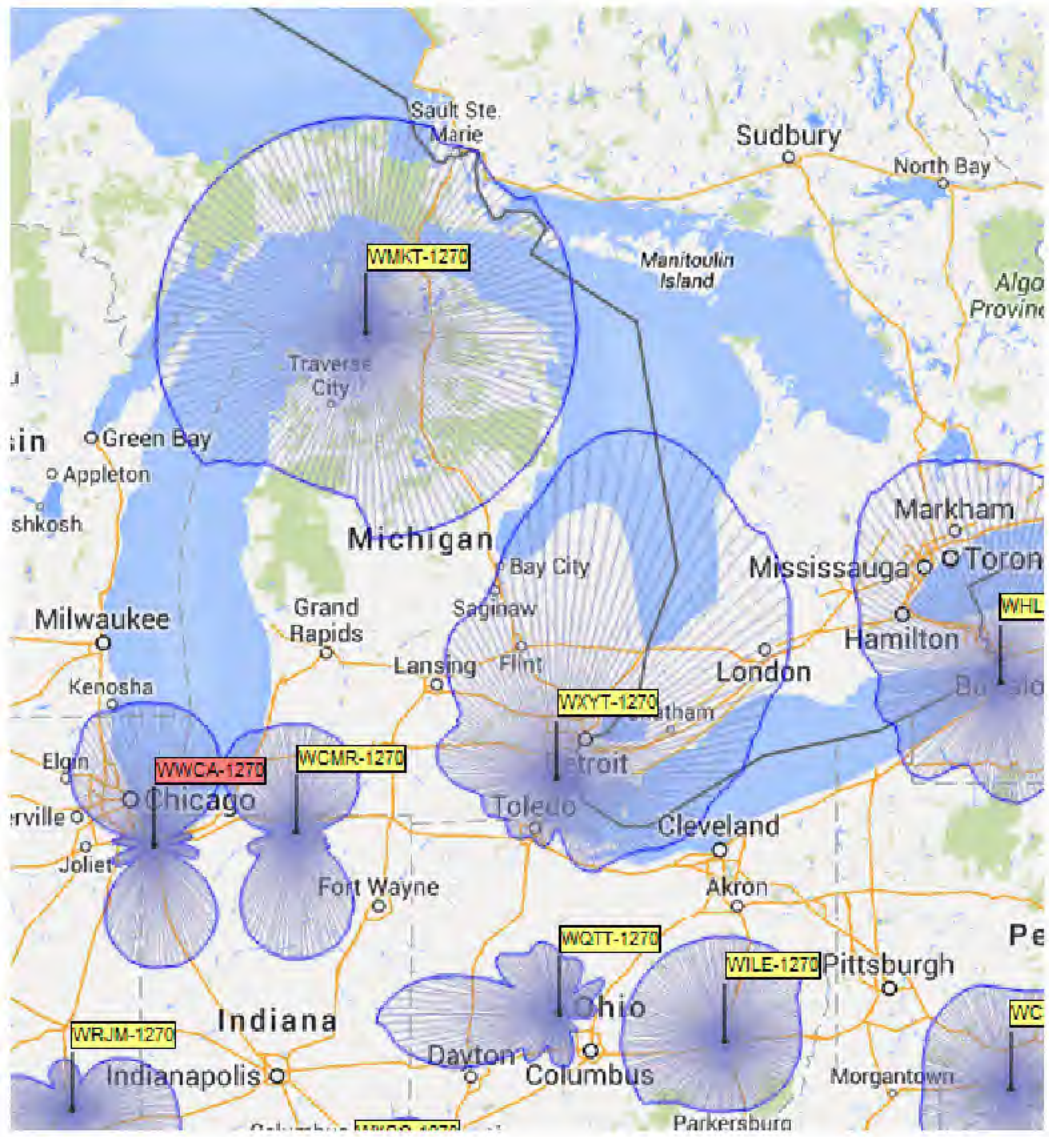 Sault Ste.
Marie
Sudbury
North Bay
WMKT-1270
Manitoulin
Island
Algo
Provinc
Traverse
City
sin
Green Bay
Appleton
shkosh
Michigan
Markham
Toron
Mississauga
Bay City
Saginaw
Grand
Rapids
Milwaukee
WHL
Hamilton
Flint
London
Lansing
Kenosha
Buffalo
WXYT-1270
Chatham
Detroit
Elgin
WWCA-1270
WCMR-1270
Chicago
erville
Toledo
Cleveland
Joliet
Fort Wayne
Akron
WQTT-1270
Pe
WILE-1270
Pittsburgh
Ohio
WC
Indiana
WRJM-1270
Dayton
Indianapolis
Columbus
Morgantown
Parkersburg